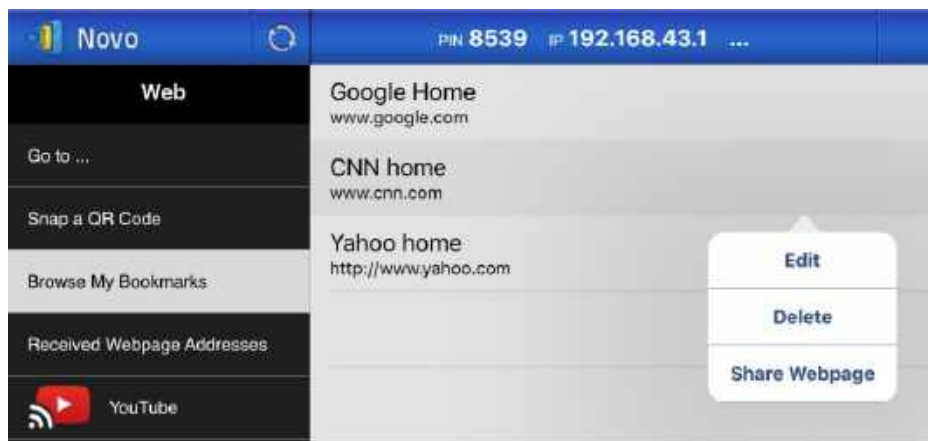 Novo
PIN 8539 IP 192.168.43.1 ...
Web
Go to ...
Snap a QR Code
Browse My Bookmarks
Received Webpage Addresses
YouTube
Google Home
www.google.com
CNN home
www.cnn.com
Yahoo home
http://www.yahoo.com
Edit
Delete
Share Webpage